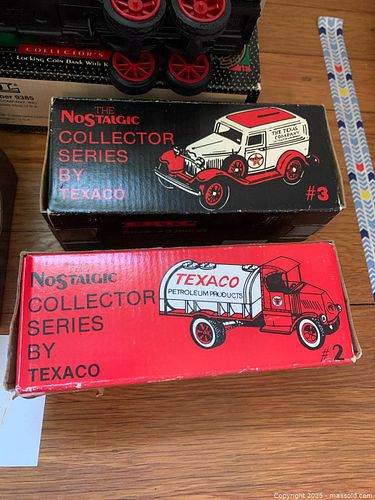 COLLECTOR'S
LOCKING COIN BANK WITH K
9385
THE
NOSTALGIC
COLLECTOR
SERIES
BY
TEXACO
THE TEXAS
COMPANY
#3
THE
NOSTALGIC
COLLECTOR
SERIES
BY
TEXACO
TEXACO
PETROLEUM PRODUCTS
#2
Copyright 2025 - maxsold.com